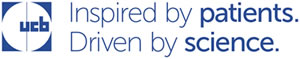 ucb
Inspired by patients.
Driven by science.